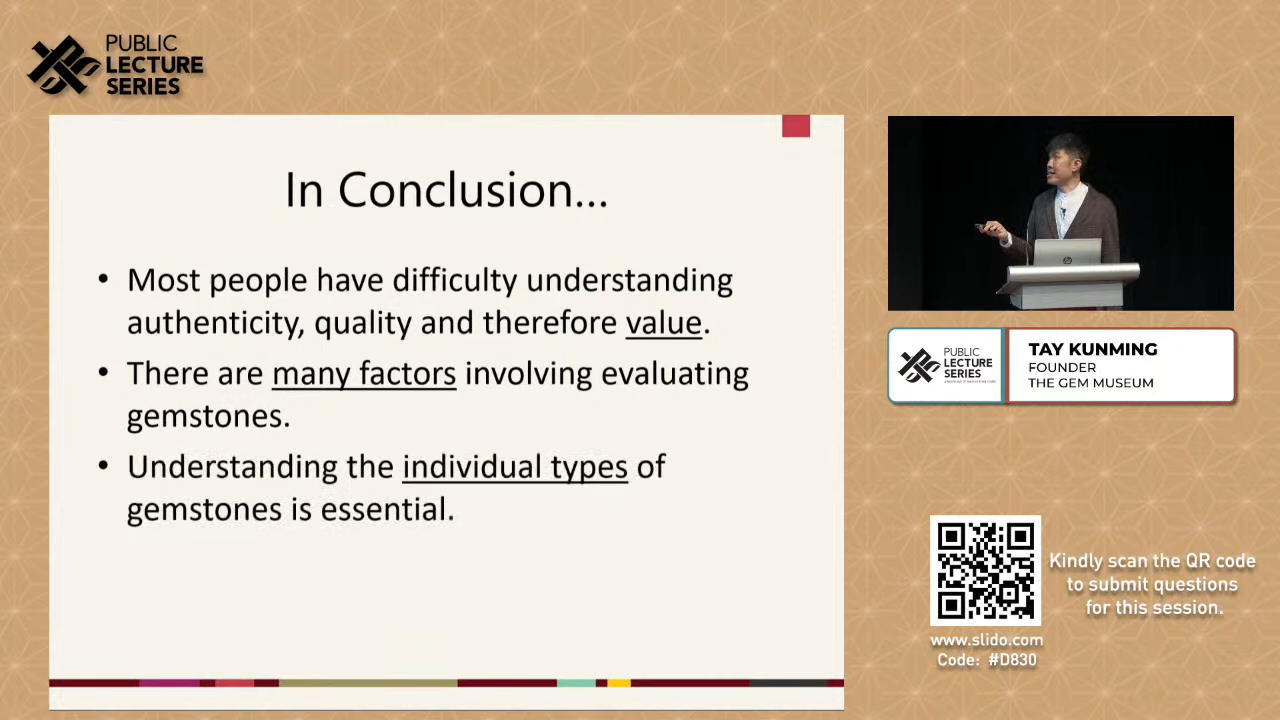 PUBLIC
LECTURE
SERIES
In Conclusion...
• Most people have difficulty understanding
authenticity, quality and therefore value.
• There are many factors involving evaluating
gemstones.
• Understanding the individual types of
gemstones is essential.
PUBLIC
LECTURE
SERIES
TAY KUNMING
FOUNDER
THE GEM MUSEUM
Kindly scan the QR code
to submit questions
for this session.
www.slido.com
Code: #D830